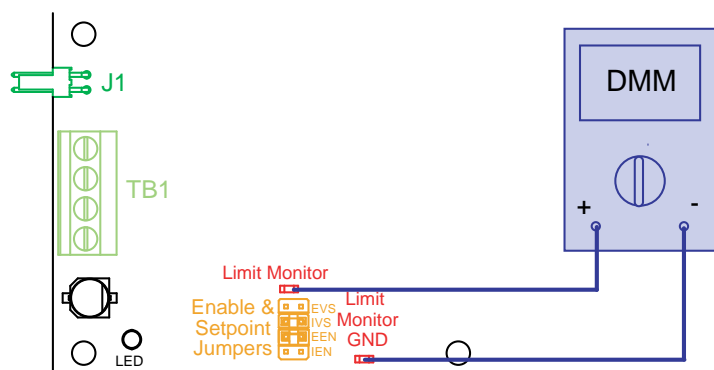 J1
DMM
TB1
+
-
Limit Monitor
Enable &
Setpoint
Jumpers
EVS
IVS
EEN
IEN
Limit
Monitor
GND
LED